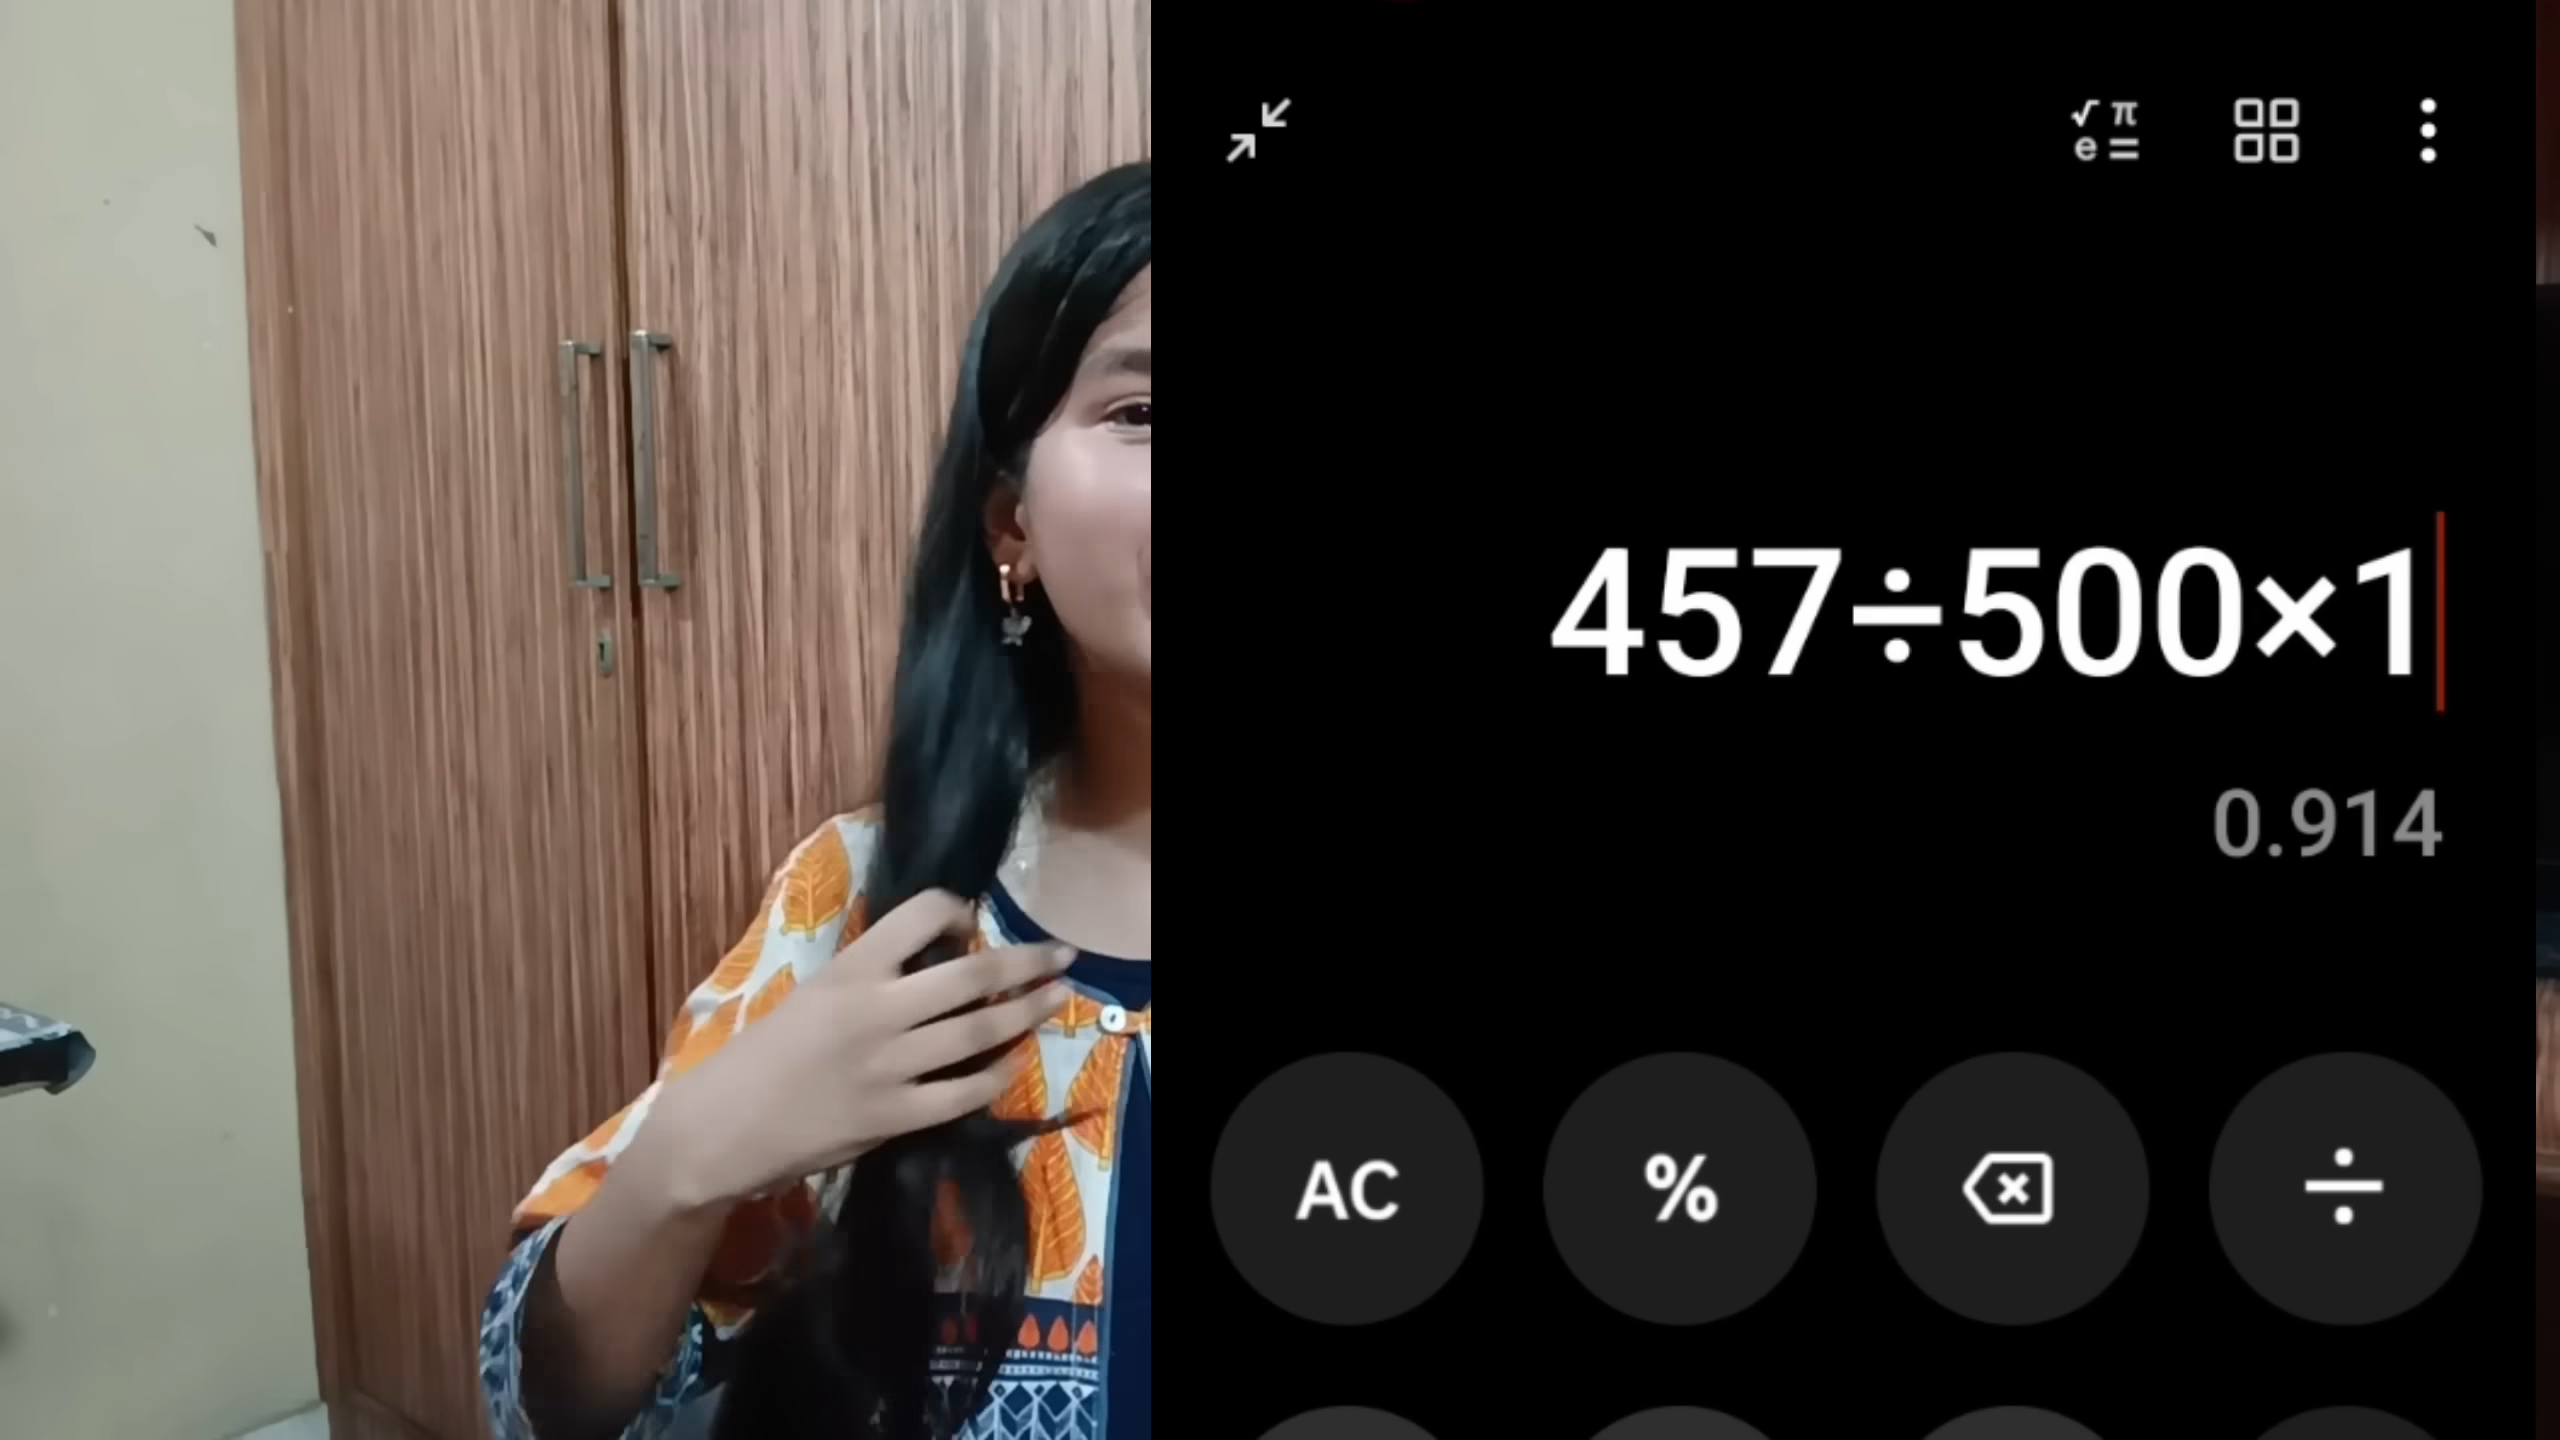 √ π
e =
457÷500×1
0.914
AC % ÷